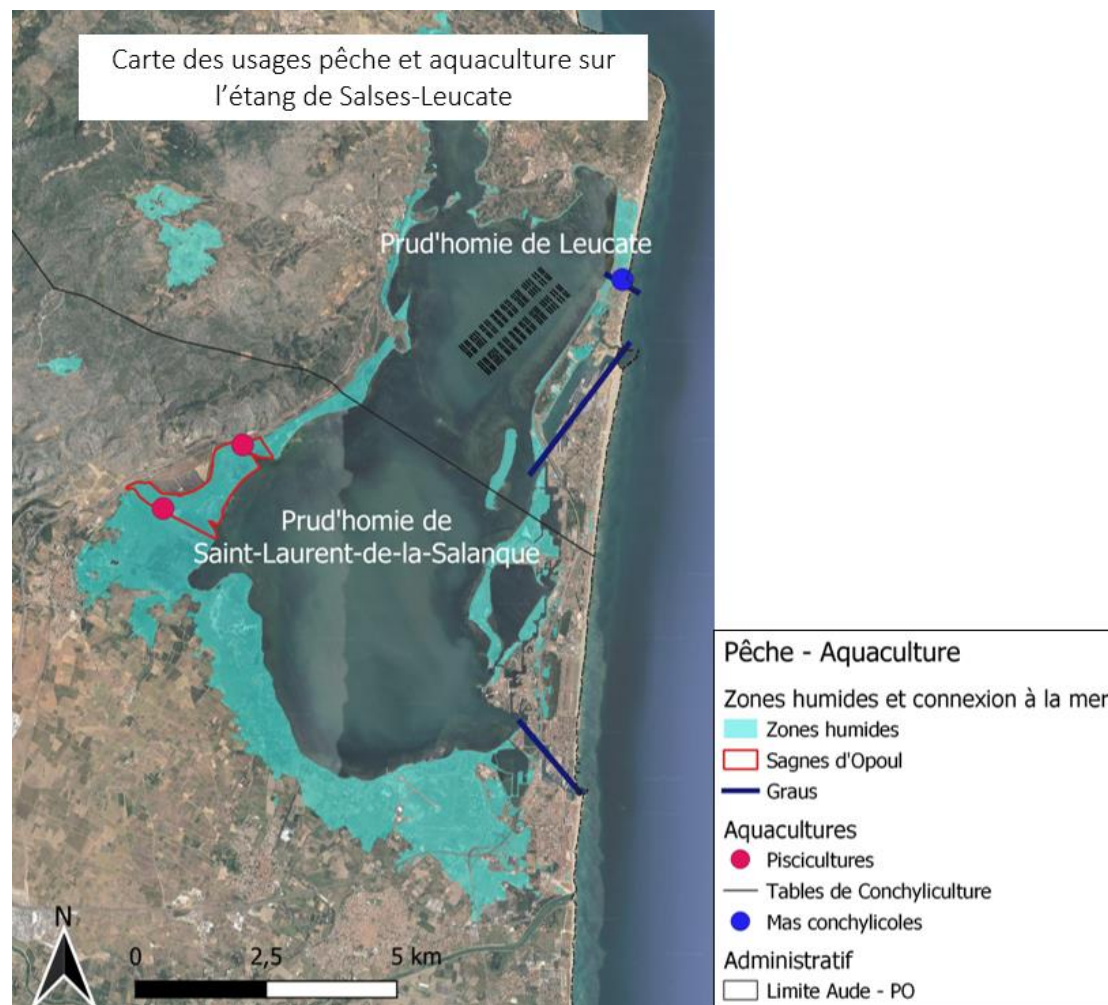 Carte des usages pêche et aquaculture sur
l'étang de Salses-Leucate
Prud'homie de Leucate
Prud'homie de
Saint-Laurent-de-la-Salanque
N
0 2,5 5 km
Pêche - Aquaculture
Zones humides et connexion à la mer
Zones humides
Sagnes d'Opoul
Graus
Aquacultures
Piscicultures
Tables de Conchyliculture
Mas conchylicoles
Administratif
Limite Aude - PO